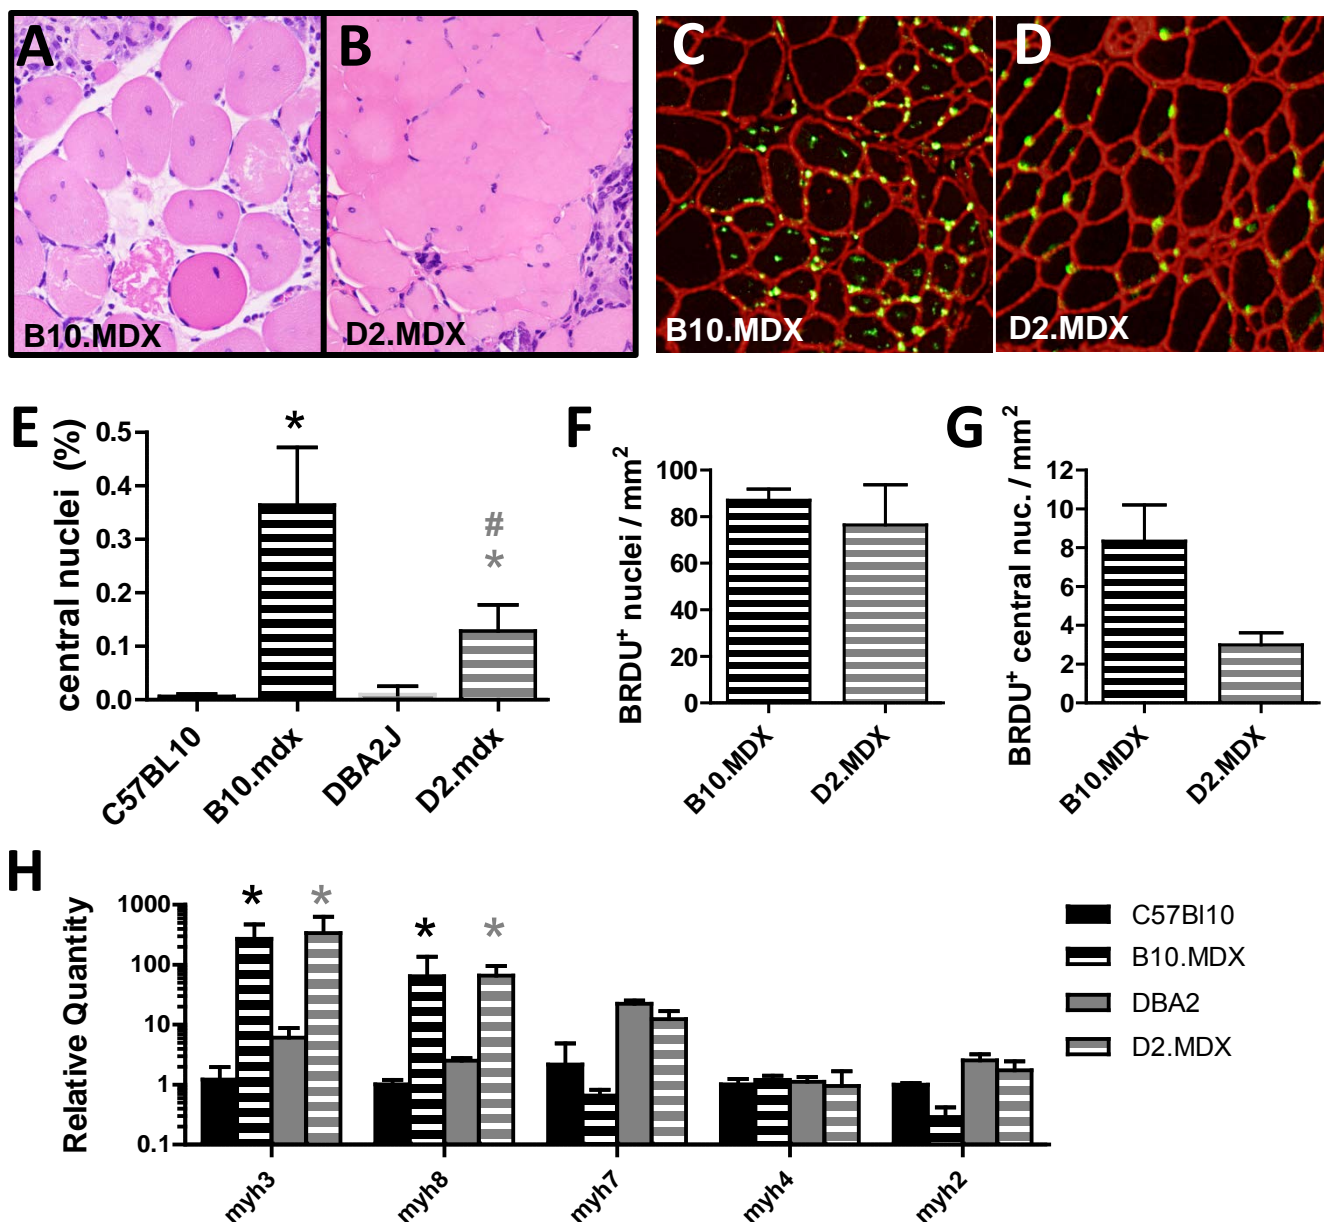 A
B
C
D
B10.MDX
D2.MDX
B10.MDX
D2.MDX
E
central nuclei (%)
0.5
0.4
0.3
0.2
0.1
0.0
*
#
*
C57BL10
B10.mdx
DBA2J
D2.mdx
F
BRDU+ nuclei / mm2
100
80
60
40
20
0
B10.MDX
D2.MDX
G
BRDU+ central nuc. / mm2
12
10
8
6
4
2
0
B10.MDX
D2.MDX
H
Relative Quantity
1000
100
10
1
0.1
*
*
*
*
myh3
myh8
myh7
myh4
myh2
C57Bl10
B10.MDX
DBA2
D2.MDX